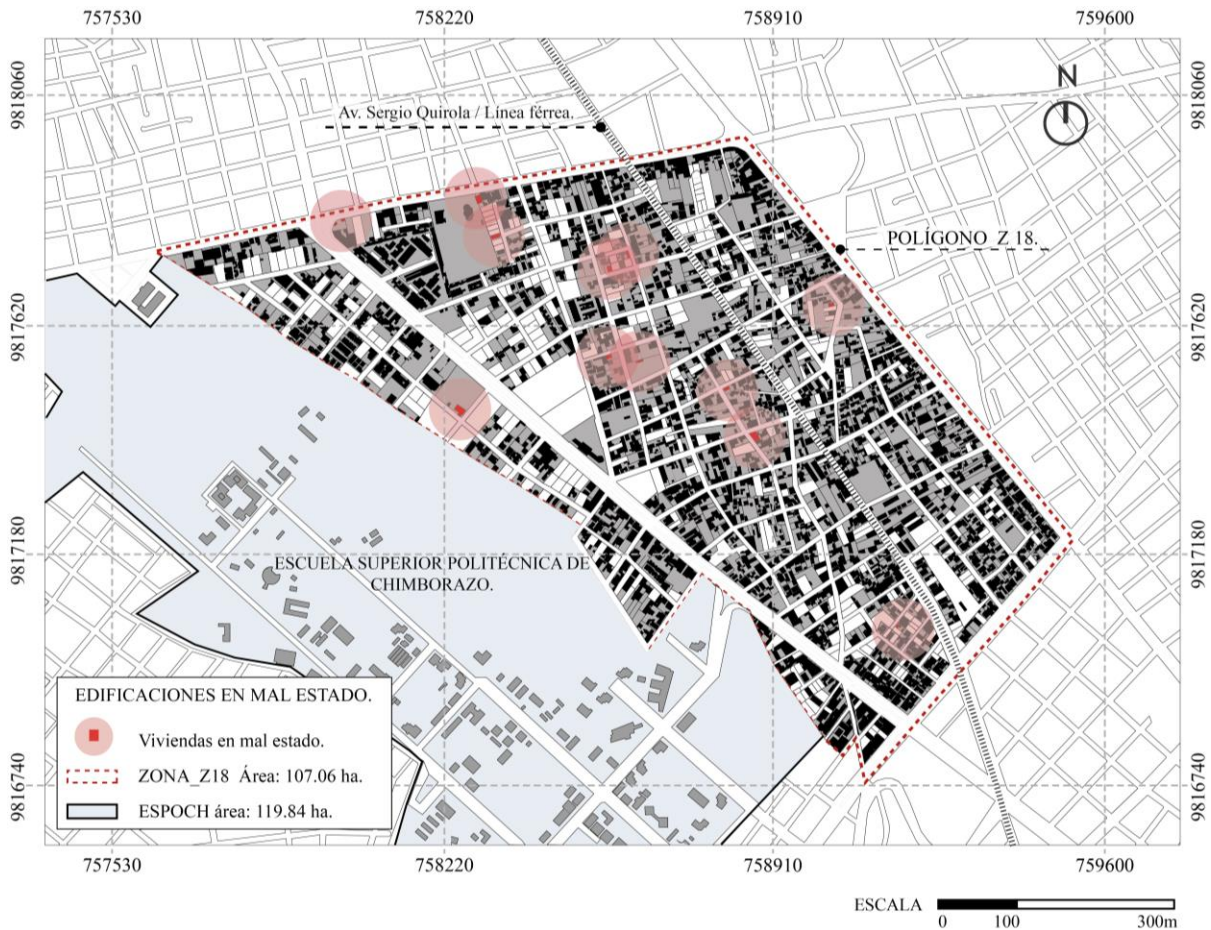 757530 758220 758910 759600
9818060 9818060
N
Av. Sergio Quirola / Línea férrea.
POLÍGONO_Z 18.
9817620 9817620
9817180 9817180
ESCUELA SUPERIOR POLITÉCNICA DE
CHIMBORAZO.
EDIFICACIONES EN MAL ESTADO.
Viviendas en mal estado.
ZONA_Z18 Área: 107.06 ha.
ESPOCH área: 119.84 ha.
9816740 9816740
757530 758220 758910 759600
ESCALA
0 100 300m